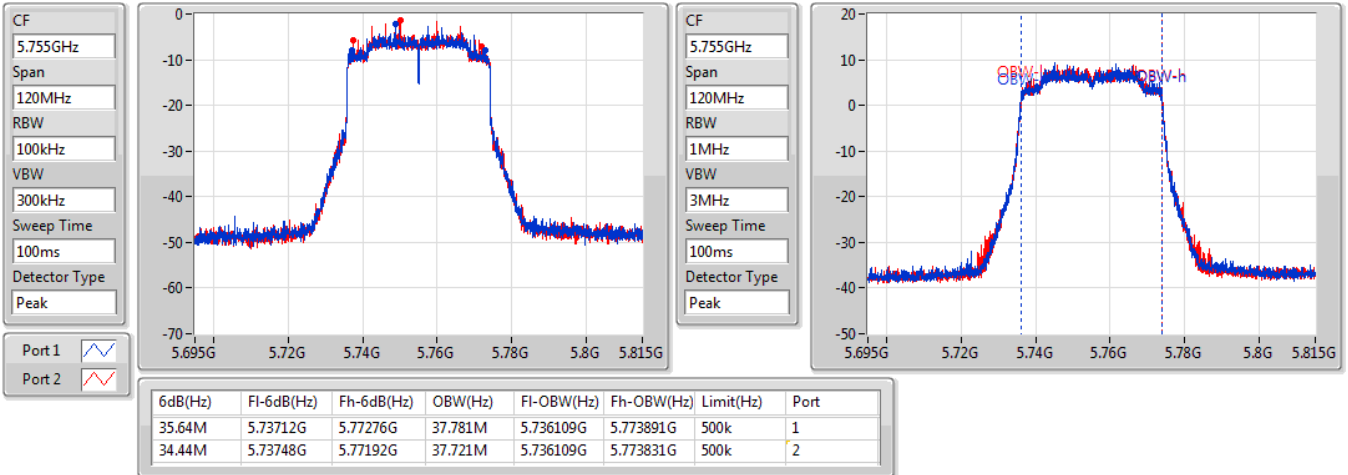 CF
5.755GHz
Span
120MHz
RBW
100kHz
VBW
300kHz
Sweep Time
100ms
Detector Type
Peak
Port 1
Port 2
0
-10
-20
-30
-40
-50
-60
-70
5.695G 5.72G 5.74G 5.76G 5.78G 5.8G 5.815G
CF
5.755GHz
Span
120MHz
RBW
1MHz
VBW
3MHz
Sweep Time
100ms
Detector Type
Peak
20
10
0
-10
-20
-30
-40
-50
OBW-h
5.695G 5.72G 5.74G 5.76G 5.78G 5.8G 5.815G
6dB(Hz) Fl-6dB(Hz) Fh-6dB(Hz) OBW(Hz) Fl-OBW(Hz) Fh-OBW(Hz) Limit(Hz) Port
35.64M 5.73712G 5.77276G 37.781M 5.736109G 5.773891G 500k 1
34.44M 5.73748G 5.77192G 37.721M 5.736109G 5.773831G 500k 2